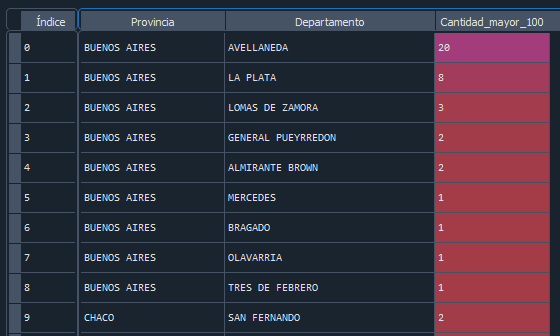 Índice Provincia Departamento Cantidad_mayor_100
0 BUENOS AIRES AVELLANEDA 20
1 BUENOS AIRES LA PLATA 8
2 BUENOS AIRES LOMAS DE ZAMORA 3
3 BUENOS AIRES GENERAL PUEYRREDON 2
4 BUENOS AIRES ALMIRANTE BROWN 2
5 BUENOS AIRES MERCEDES 1
6 BUENOS AIRES BRAGADO 1
7 BUENOS AIRES OLAVARRIA 1
8 BUENOS AIRES TRES DE FEBRERO 1
9 CHACO SAN FERNANDO 2